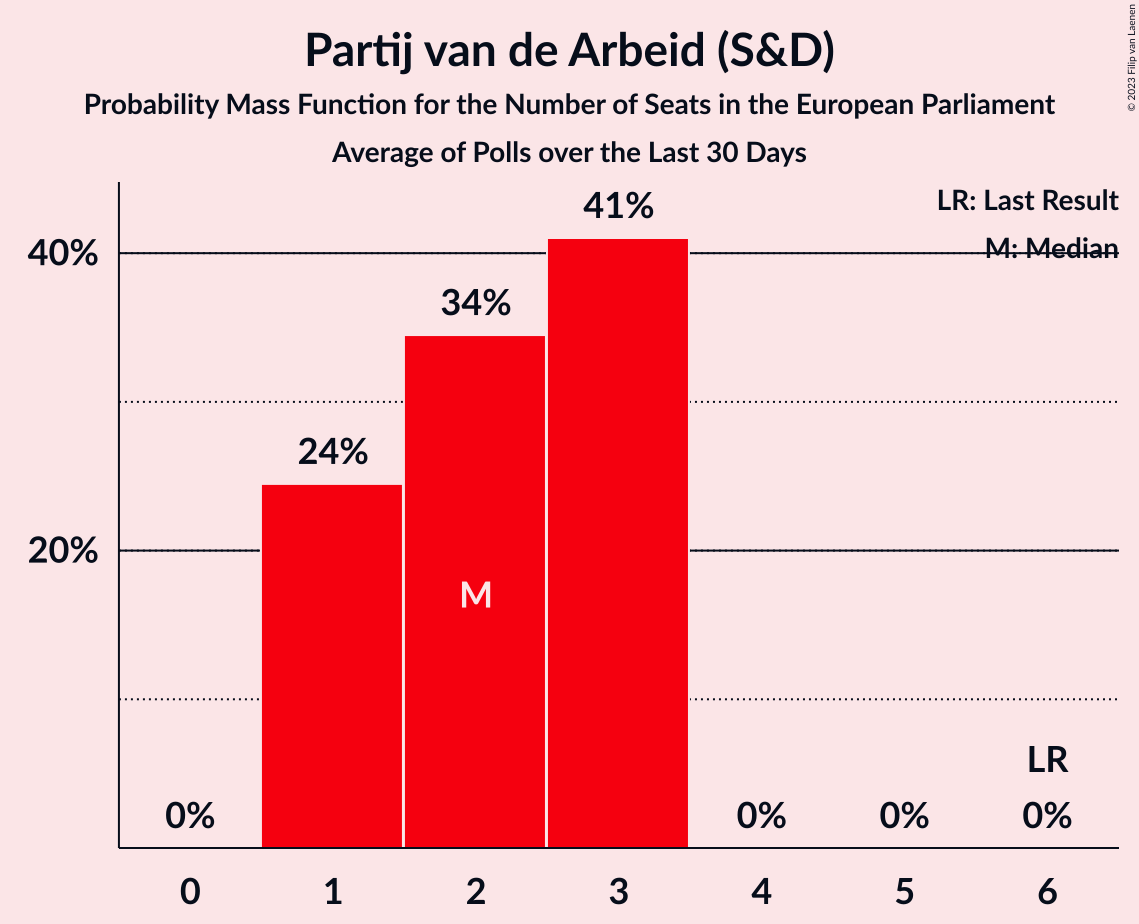 Partij van de Arbeid (S&D)
Probability Mass Function for the Number of Seats in the European Parliament
Average of Polls over the Last 30 Days
© 2023 Filip van Laenen
LR: Last Result
M: Median
41%
40%
34%
24%
20%
M
LR
0%
0%
0%
0%
0 1 2 3 4 5 6